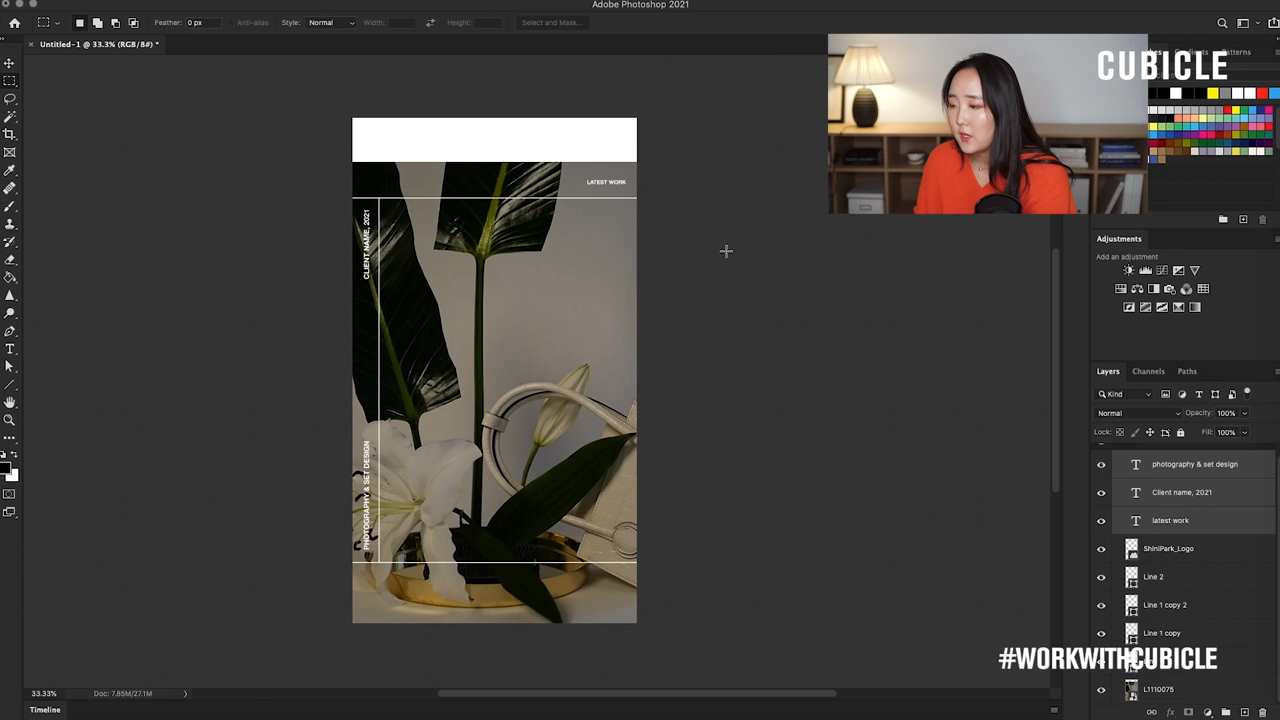 Adobe Photoshop 2021
Feather: 0 px
Anti-alias
Style: Normal
Width:
Height:
Select and Mask...
Untitled-1 @ 33.3% (RGB/8#) *
Gradients
Patterns
CUBICLE
LATEST WORK
CLIENT NAME, 2021
PHOTOGRAPHY & SET DESIGN
Adjustments
Add an adjustment
Layers
Channels
Paths
Kind
Normal
Opacity: 100%
Lock:
Fill: 100%
photography & set design
Client name, 2021
latest work
ShiniPark_Logo
Line 2
Line 1 copy 2
Line 1 copy
#WORKWITHCUBICLE
L1110075
33.33%
Doc: 7.85M/27.1M
Timeline